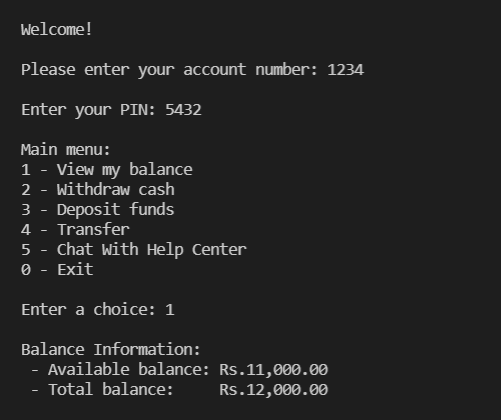 Welcome!
Please enter your account number: 1234
Enter your PIN: 5432
Main menu:
1 - View my balance
2 - Withdraw cash
3 - Deposit funds
4 - Transfer
5 - Chat With Help Center
0 - Exit
Enter a choice: 1
Balance Information:
 - Available balance: Rs.11,000.00
 - Total balance:     Rs.12,000.00